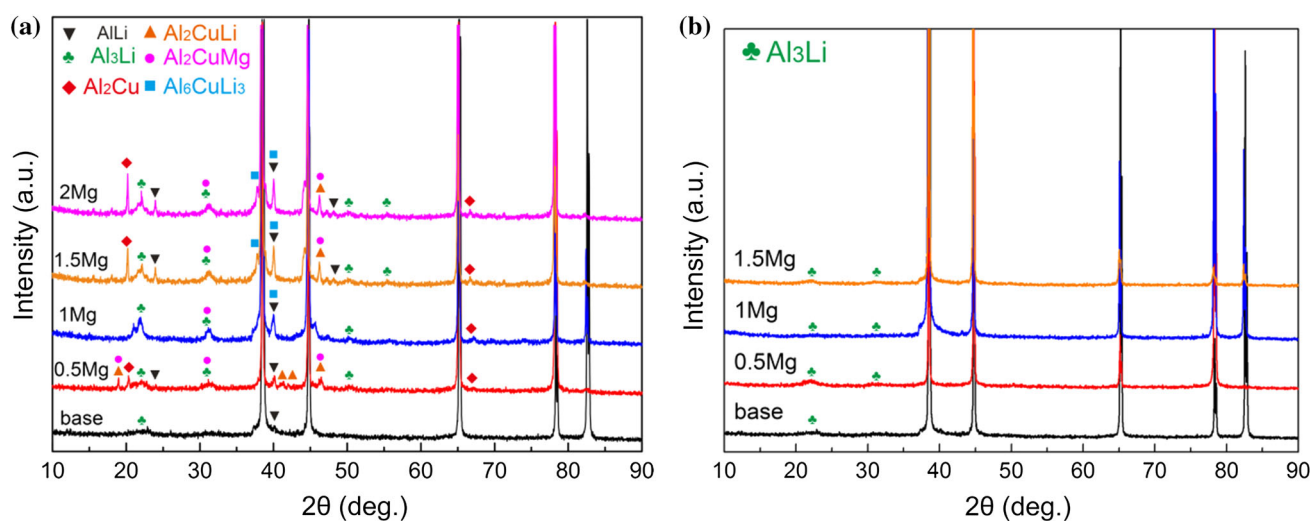 (a)
AlLi
Al₂CuLi
Al₃Li
Al₂CuMg
Al₂Cu
Al₆CuLi₃
2Mg
1.5Mg
1Mg
0.5Mg
base
Intensity (a.u.)
10 20 30 40 50 60 70 80 90
2θ (deg.)
(b)
Al₃Li
1.5Mg
1Mg
0.5Mg
base
Intensity (a.u.)
10 20 30 40 50 60 70 80 90
2θ (deg.)